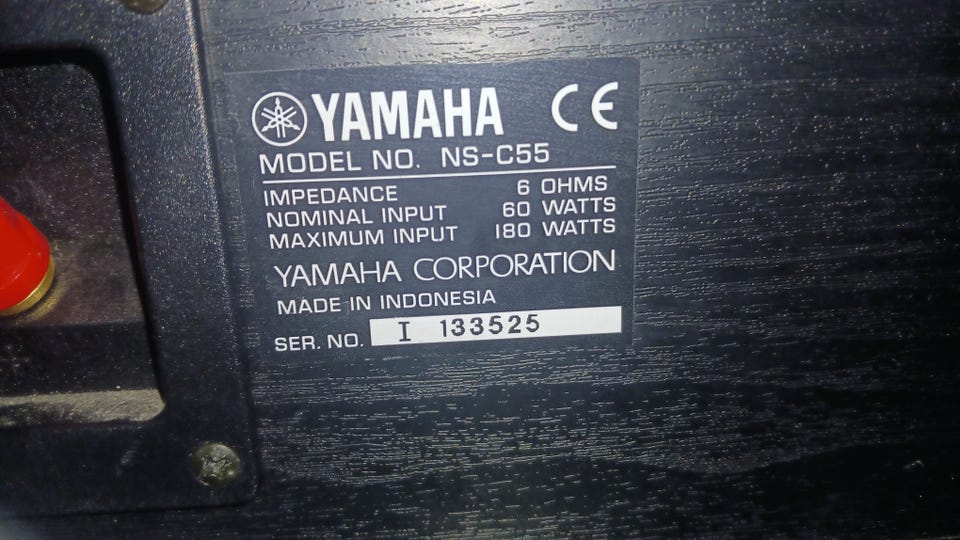 YAMAHA CE
MODEL NO. NS-C55
IMPEDANCE 6 OHMS
NOMINAL INPUT 60 WATTS
MAXIMUM INPUT 180 WATTS
YAMAHA CORPORATION
MADE IN INDONESIA
SER. NO. I 133525